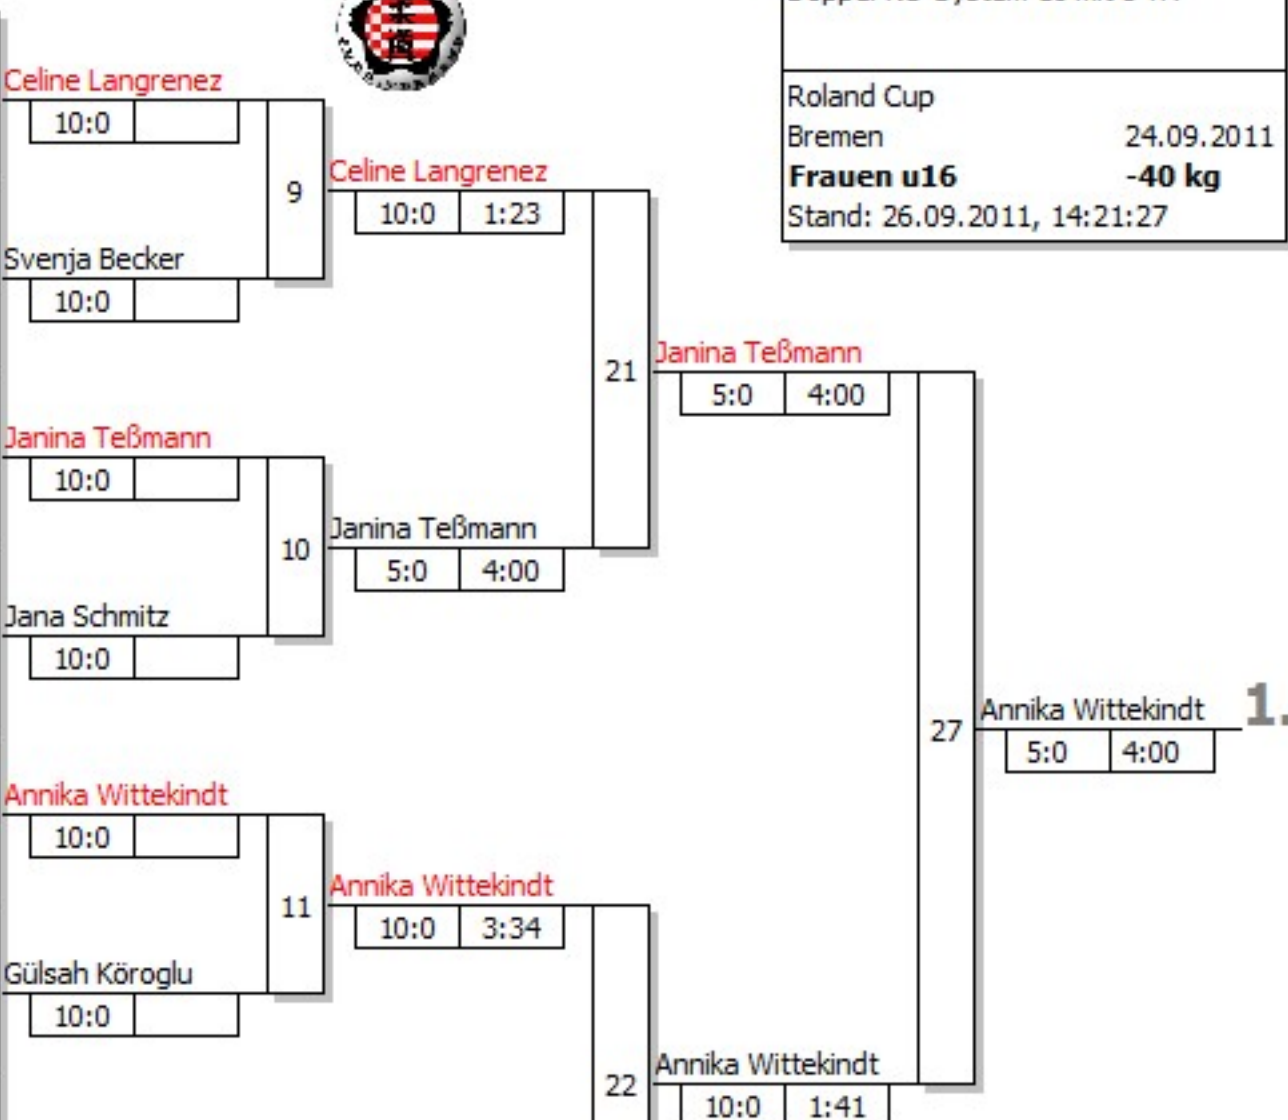 Roland Cup
Bremen 24.09.2011
Frauen u16 -40 kg
Stand: 26.09.2011, 14:21:27
Celine Langrenez
10:0
9
Svenja Becker
10:0
Celine Langrenez
10:0 1:23
21
Janina Teßmann
10:0
10
Jana Schmitz
10:0
Janina Teßmann
5:0 4:00
Janina Teßmann
5:0 4:00
27
Annika Wittekindt
5:0 4:00
1.
Annika Wittekindt
10:0
11
Gülsah Köroglu
10:0
Annika Wittekindt
10:0 3:34
22
Annika Wittekindt
10:0 1:41